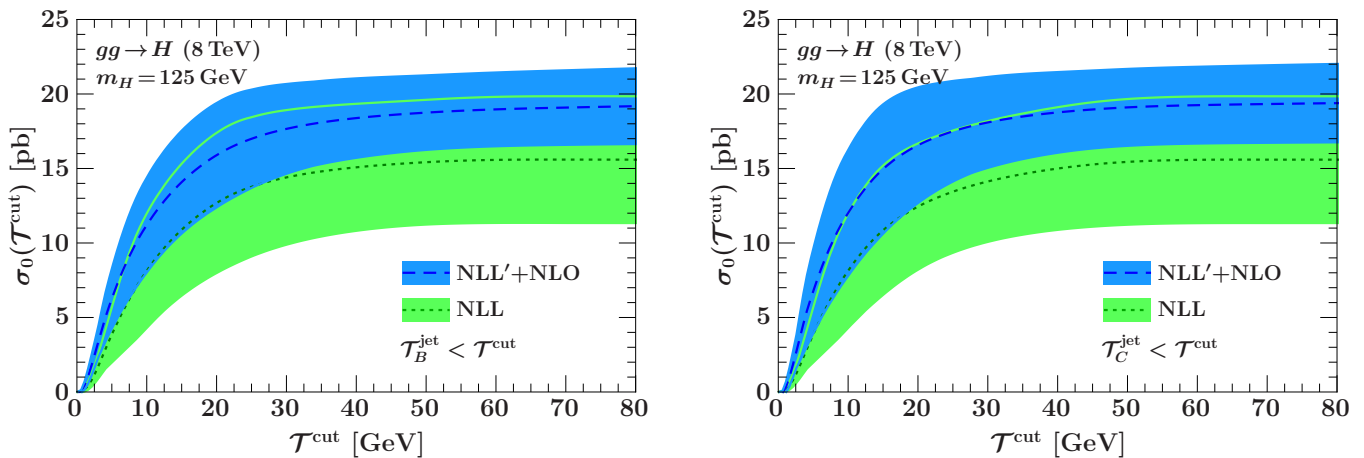 25
20
15
10
5
0
0 10 20 30 40 50 60 70 80
σ₀(𝒯^cut) [pb]
𝒯^cut [GeV]
gg→H (8 TeV)
m_H=125 GeV
NLL′+NLO
NLL
𝒯_B^jet < 𝒯^cut
25
20
15
10
5
0
0 10 20 30 40 50 60 70 80
σ₀(𝒯^cut) [pb]
𝒯^cut [GeV]
gg→H (8 TeV)
m_H=125 GeV
NLL′+NLO
NLL
𝒯_C^jet < 𝒯^cut